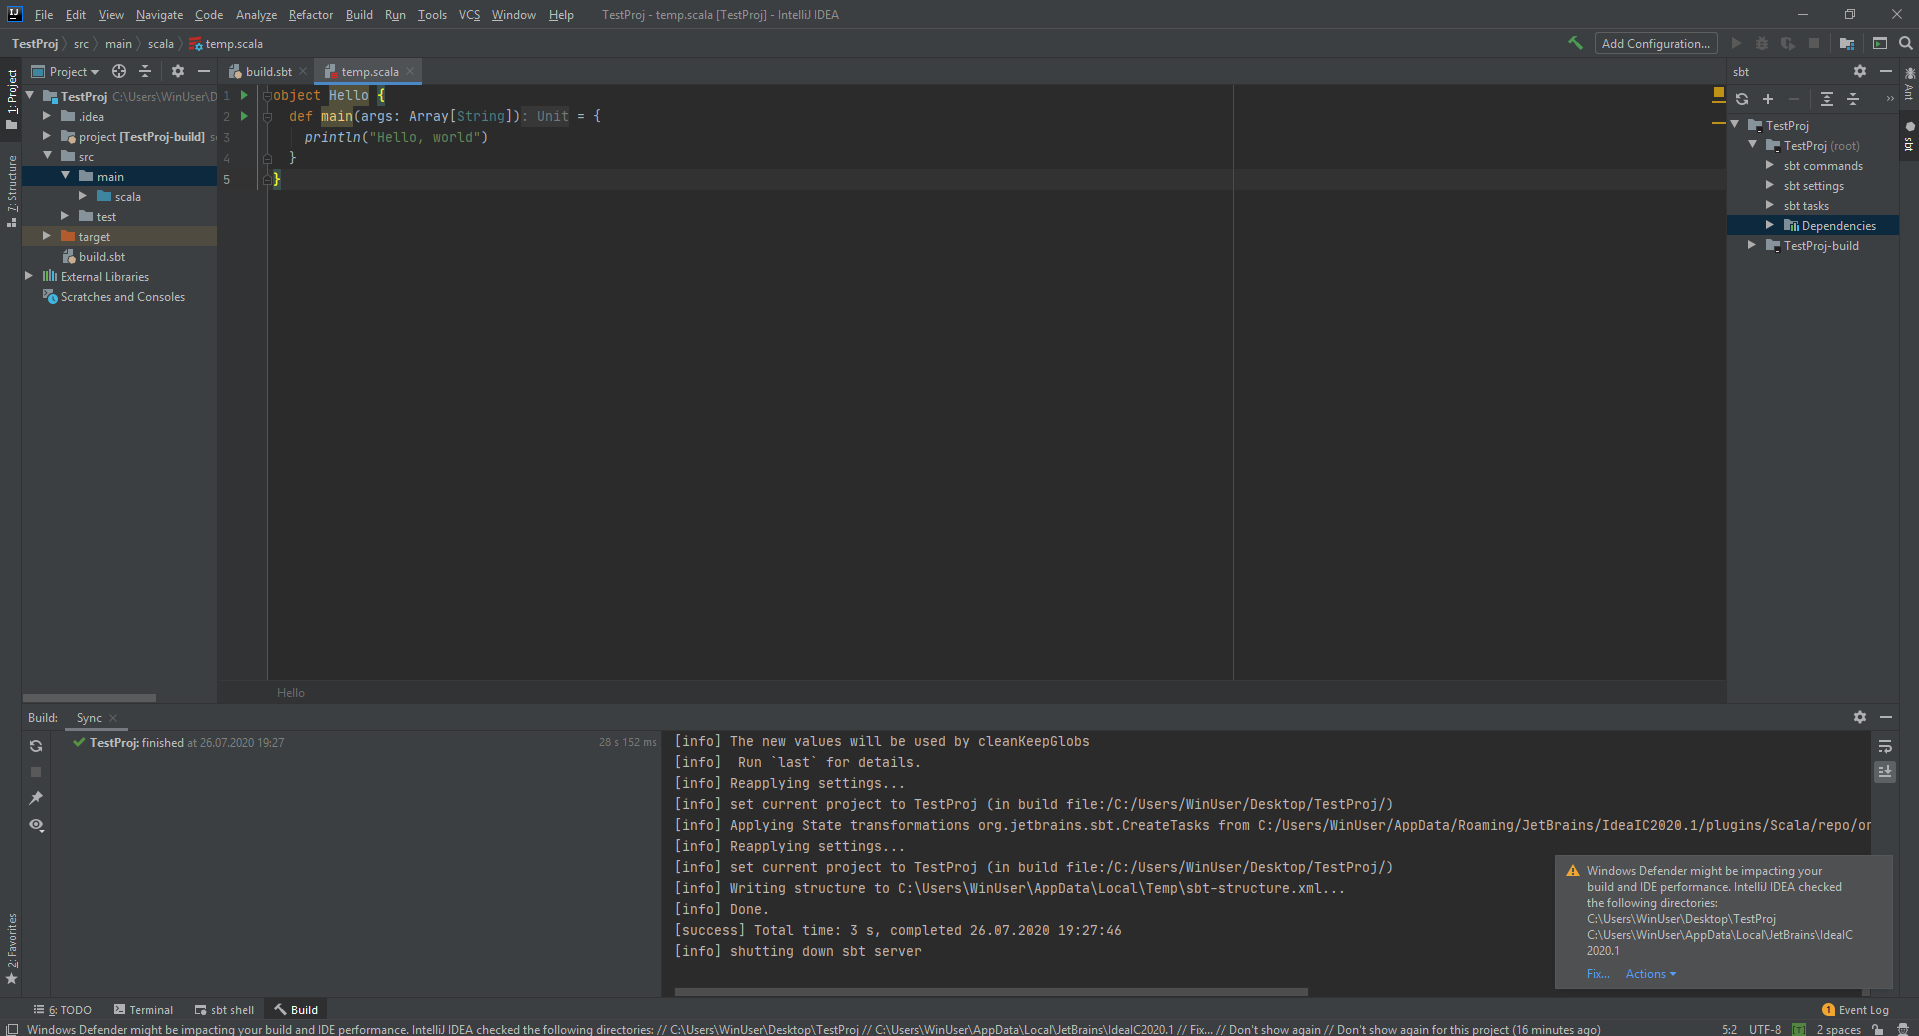 File Edit View Navigate Code Analyze Refactor Build Run Tools VCS Window Help TestProj - temp.scala [TestProj] - IntelliJ IDEA
TestProj src main scala temp.scala Add Configuration...
Project
build.sbt
temp.scala
sbt
1: Project
7: Structure
2: Favorites
Ant
sbt
TestProj C:\Users\WinUser\D
.idea
project [TestProj-build]
src
main
scala
test
target
build.sbt
External Libraries
Scratches and Consoles
1 object Hello {
2 def main(args: Array[String]): Unit = {
3 println("Hello, world")
4 }
5 }
Hello
TestProj
TestProj (root)
sbt commands
sbt settings
sbt tasks
Dependencies
TestProj-build
Build: Sync
TestProj: finished at 26.07.2020 19:27 28 s 152 ms
[info] The new values will be used by cleanKeepGlobs
[info]  Run `last` for details.
[info] Reapplying settings...
[info] set current project to TestProj (in build file:/C:/Users/WinUser/Desktop/TestProj/)
[info] Applying State transformations org.jetbrains.sbt.CreateTasks from C:/Users/WinUser/AppData/Roaming/JetBrains/IdeaIC2020.1/plugins/Scala/repo/or
[info] Reapplying settings...
[info] set current project to TestProj (in build file:/C:/Users/WinUser/Desktop/TestProj/)
[info] Writing structure to C:\Users\WinUser\AppData\Local\Temp\sbt-structure.xml...
[info] Done.
[success] Total time: 3 s, completed 26.07.2020 19:27:46
[info] shutting down sbt server
Windows Defender might be impacting your
build and IDE performance. IntelliJ IDEA checked
the following directories:
C:\Users\WinUser\Desktop\TestProj
C:\Users\WinUser\AppData\Local\JetBrains\IdeaIC
2020.1
Fix... Actions
6: TODO Terminal sbt shell Build 1 Event Log
Windows Defender might be impacting your build and IDE performance. IntelliJ IDEA checked the following directories: // C:\Users\WinUser\Desktop\TestProj // C:\Users\WinUser\AppData\Local\JetBrains\IdeaIC2020.1 // Fix... // Don't show again // Don't show again for this project (16 minutes ago) 5:2 UTF-8 [T] 2 spaces